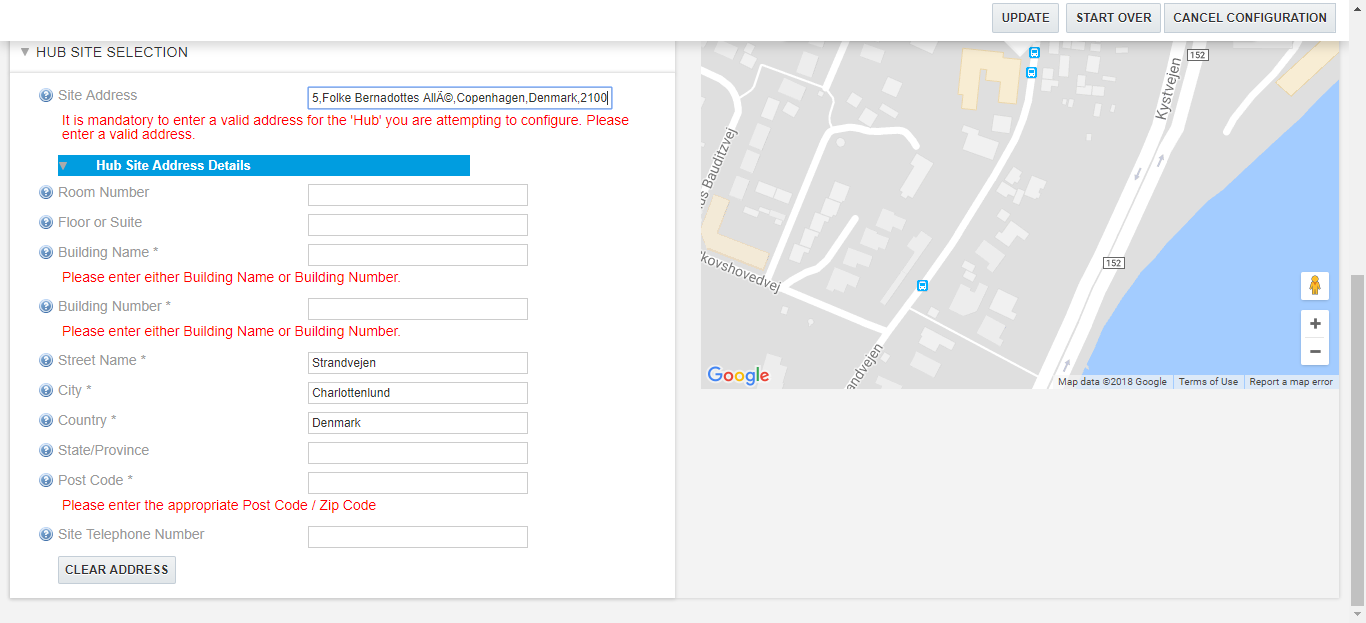 UPDATE
START OVER
CANCEL CONFIGURATION
HUB SITE SELECTION
Site Address
5,Folke Bernadottes AllÃ©,Copenhagen,Denmark,2100
It is mandatory to enter a valid address for the 'Hub' you are attempting to configure. Please
enter a valid address.
Hub Site Address Details
Room Number
Floor or Suite
Building Name *
Please enter either Building Name or Building Number.
Building Number *
Please enter either Building Name or Building Number.
Street Name *
Strandvejen
City *
Charlottenlund
Country *
Denmark
State/Province
Post Code *
Please enter the appropriate Post Code / Zip Code
Site Telephone Number
CLEAR ADDRESS
152
Kystvejen
us Bauditzvej
kovshovedvej
152
andvejen
Google
Map data ©2018 Google
Terms of Use
Report a map error